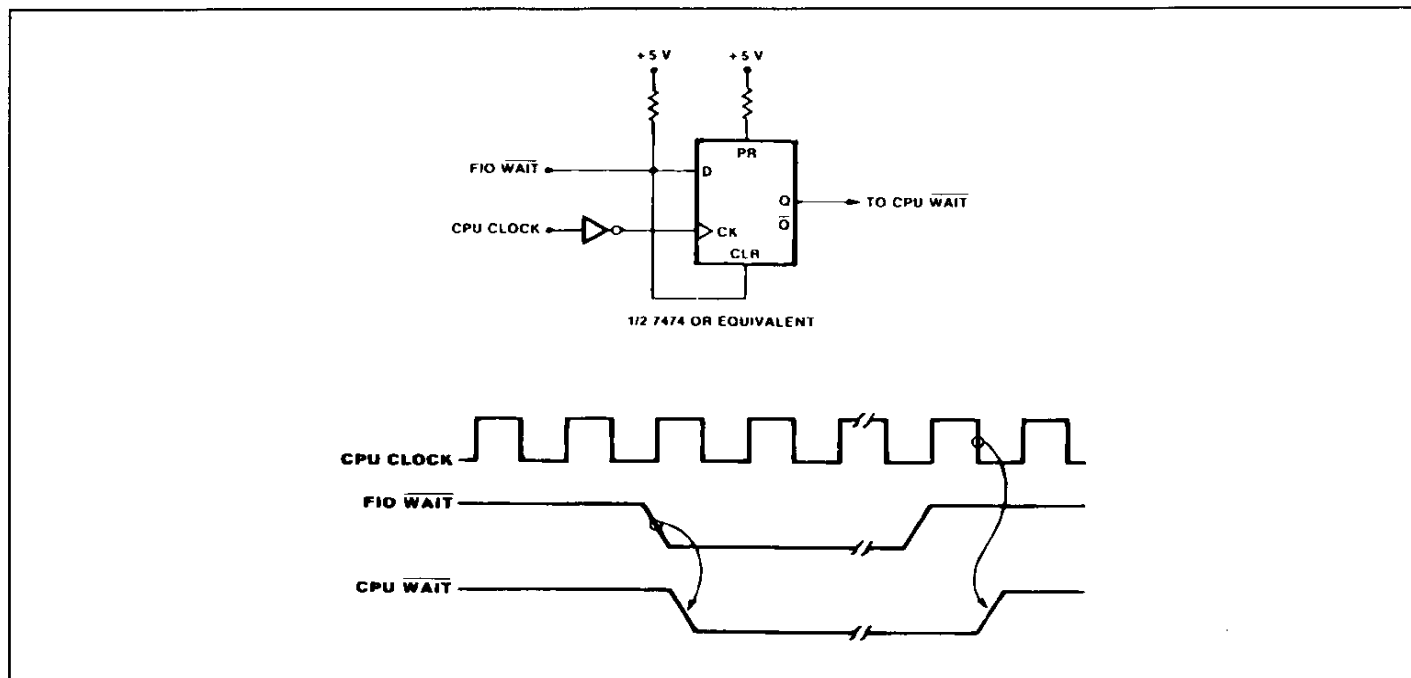 +5 V +5 V
PR
FIO WAIT D
Q TO CPU WAIT
Q
CPU CLOCK CK
CLR
1/2 7474 OR EQUIVALENT
CPU CLOCK
FIO WAIT
CPU WAIT